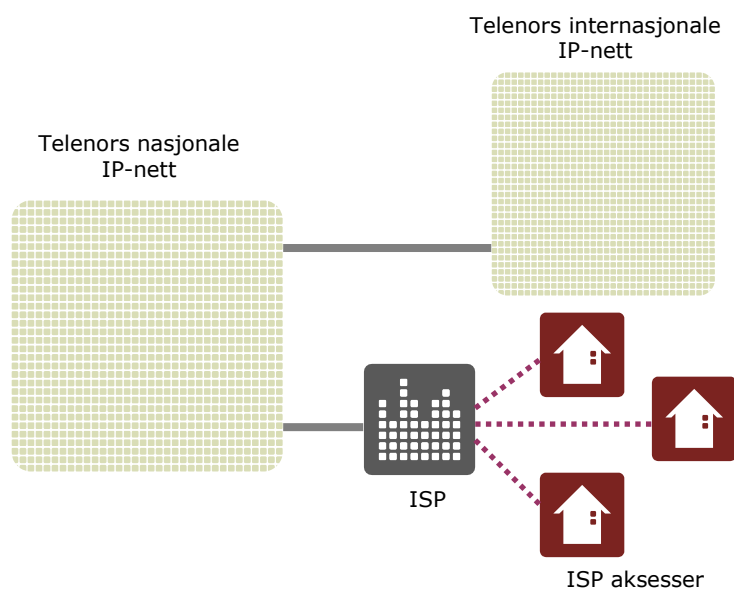 Telenors internasjonale
IP-nett
Telenors nasjonale
IP-nett
ISP
ISP aksesser